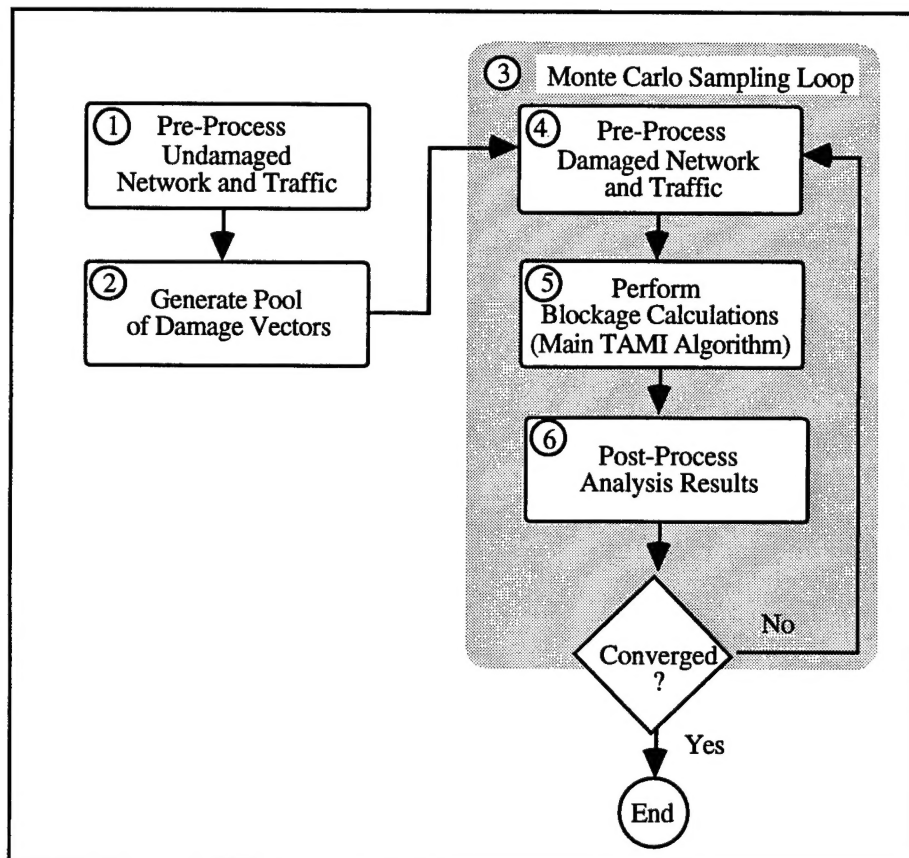 1
Pre-Process
Undamaged
Network and Traffic
2
Generate Pool
of Damage Vectors
3 Monte Carlo Sampling Loop
4
Pre-Process
Damaged Network
and Traffic
5
Perform
Blockage Calculations
(Main TAMI Algorithm)
6
Post-Process
Analysis Results
Converged
?
No
Yes
End